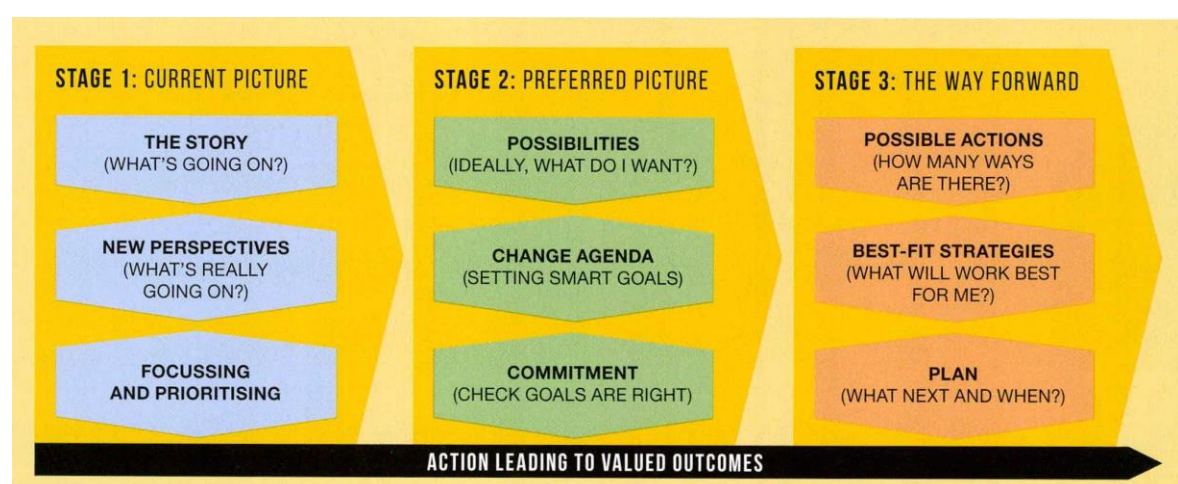 STAGE 1: CURRENT PICTURE
THE STORY
(WHAT'S GOING ON?)
NEW PERSPECTIVES
(WHAT'S REALLY
GOING ON?)
FOCUSSING
AND PRIORITISING
STAGE 2: PREFERRED PICTURE
POSSIBILITIES
(IDEALLY, WHAT DO I WANT?)
CHANGE AGENDA
(SETTING SMART GOALS)
COMMITMENT
(CHECK GOALS ARE RIGHT)
STAGE 3: THE WAY FORWARD
POSSIBLE ACTIONS
(HOW MANY WAYS
ARE THERE?)
BEST-FIT STRATEGIES
(WHAT WILL WORK BEST
FOR ME?)
PLAN
(WHAT NEXT AND WHEN?)
ACTION LEADING TO VALUED OUTCOMES